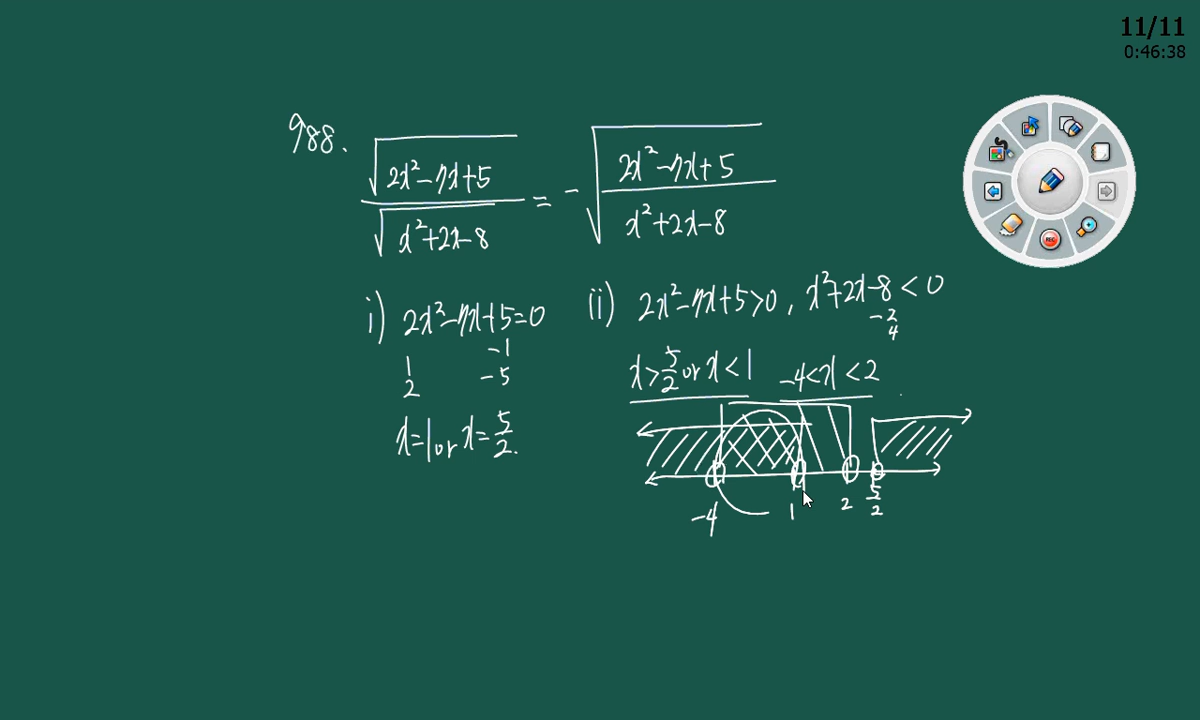 11/11
0:46:38
988. √(2x²-7x+5) / √(x²+2x-8) = - √((2x²-7x+5)/(x²+2x-8))
i) 2x²-7x+5=0
1 -1
2 -5
x=1 or x=5/2.
ii) 2x²-7x+5>0, x²+2x-8<0
-2
4
x>5/2 or x<1 -4<x<2
-4 1 2 5/2
REC